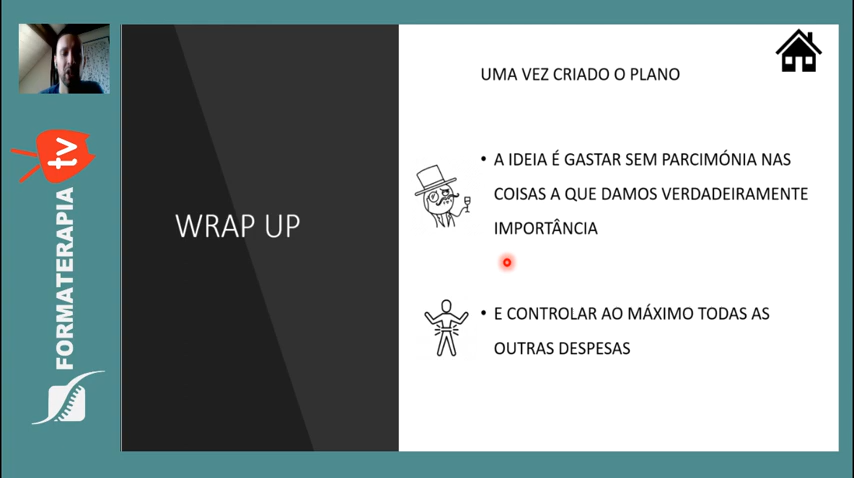 FORMATERAPIA tv
WRAP UP
UMA VEZ CRIADO O PLANO
• A IDEIA É GASTAR SEM PARCIMÓNIA NAS
COISAS A QUE DAMOS VERDADEIRAMENTE
IMPORTÂNCIA
• E CONTROLAR AO MÁXIMO TODAS AS
OUTRAS DESPESAS